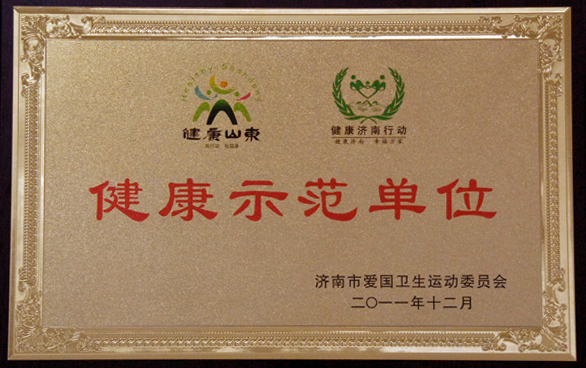 Healthy Shandong
健康山东
健康济南行动
健康济南 幸福万家
健康示范单位
济南市爱国卫生运动委员会
二〇一一年十二月